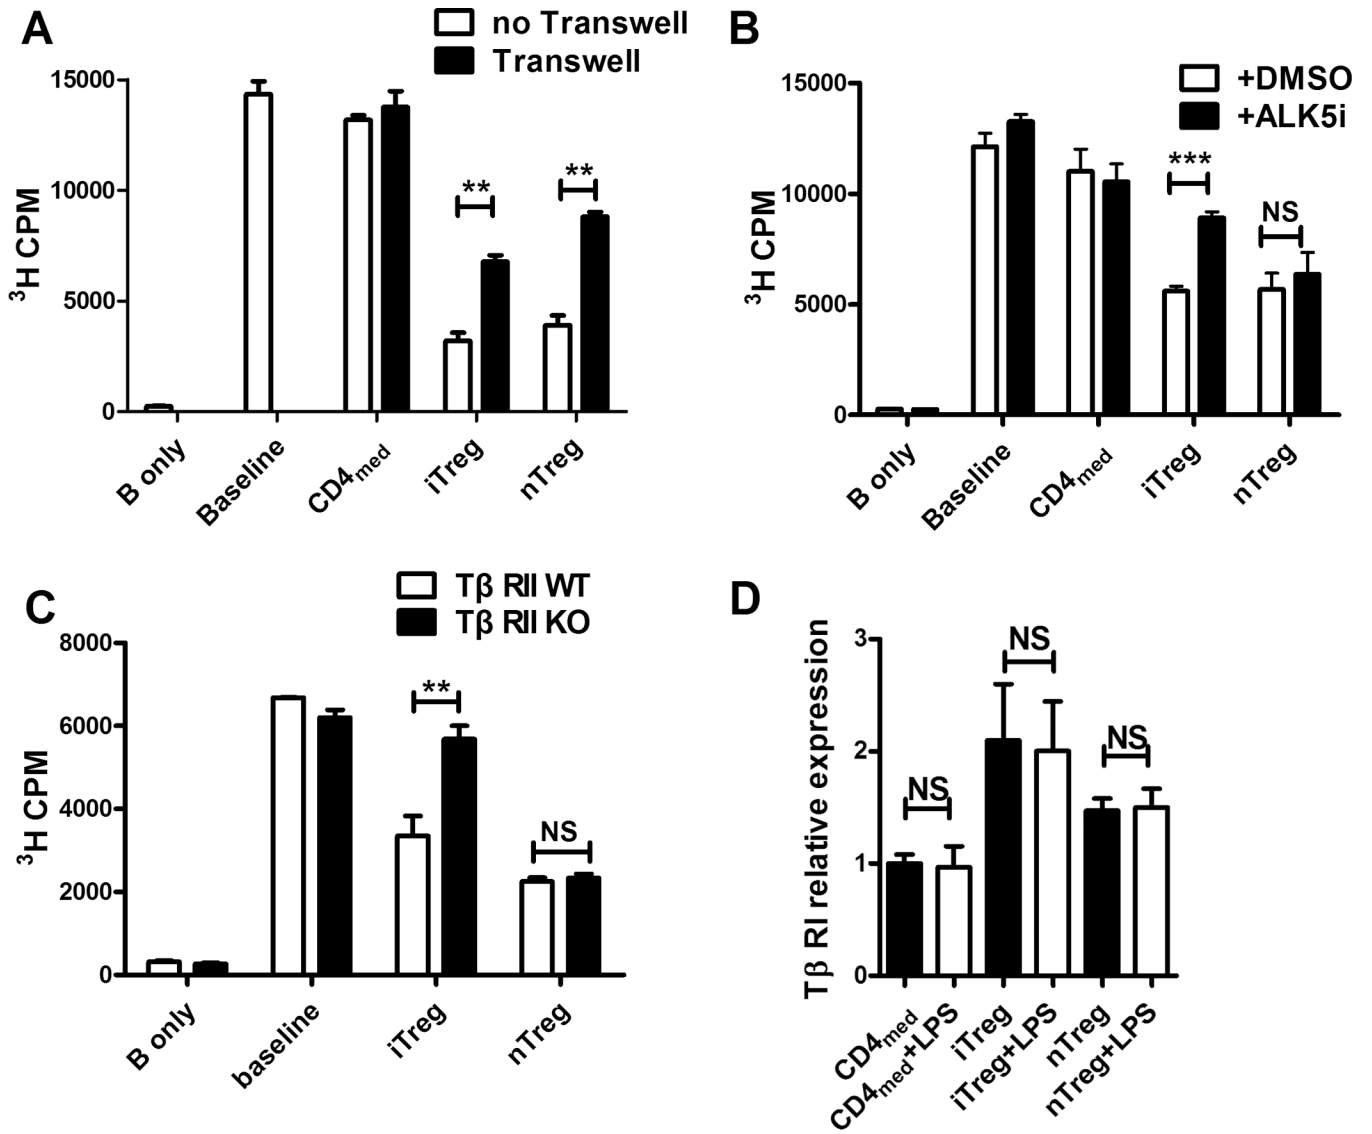 A
no Transwell
Transwell
15000
10000
5000
0
³H CPM
**
**
B only
Baseline
CD4med
iTreg
nTreg
B
+DMSO
+ALK5i
15000
10000
5000
0
³H CPM
***
NS
B only
Baseline
CD4med
iTreg
nTreg
C
Tβ RII WT
Tβ RII KO
8000
6000
4000
2000
0
³H CPM
**
NS
B only
baseline
iTreg
nTreg
D
3
2
1
0
Tβ RI relative expression
NS
NS
NS
CD4med
CD4med+LPS
iTreg
iTreg+LPS
nTreg
nTreg+LPS